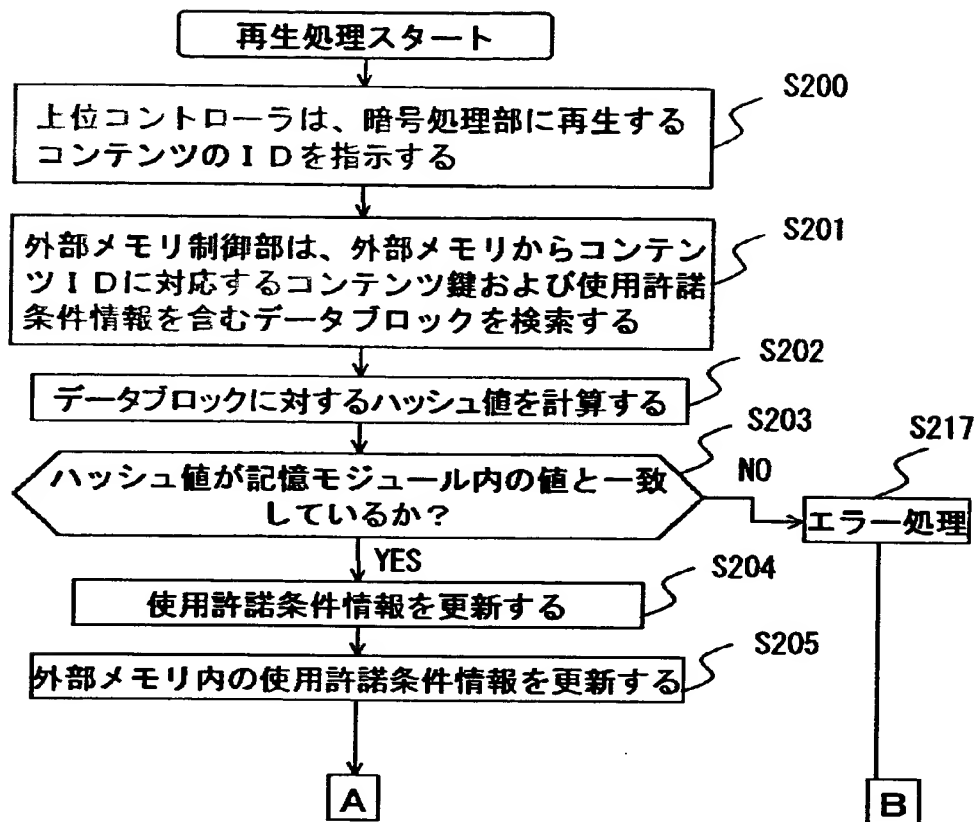 再生処理スタート
S200
上位コントローラは、暗号処理部に再生する
コンテンツのIDを指示する
S201
外部メモリ制御部は、外部メモリからコンテン
ツIDに対応するコンテンツ鍵および使用許諾
条件情報を含むデータブロックを検索する
S202
データブロックに対するハッシュ値を計算する
S203
ハッシュ値が記憶モジュール内の値と一致
しているか?
NO
S217
エラー処理
YES
S204
使用許諾条件情報を更新する
S205
外部メモリ内の使用許諾条件情報を更新する
A
B